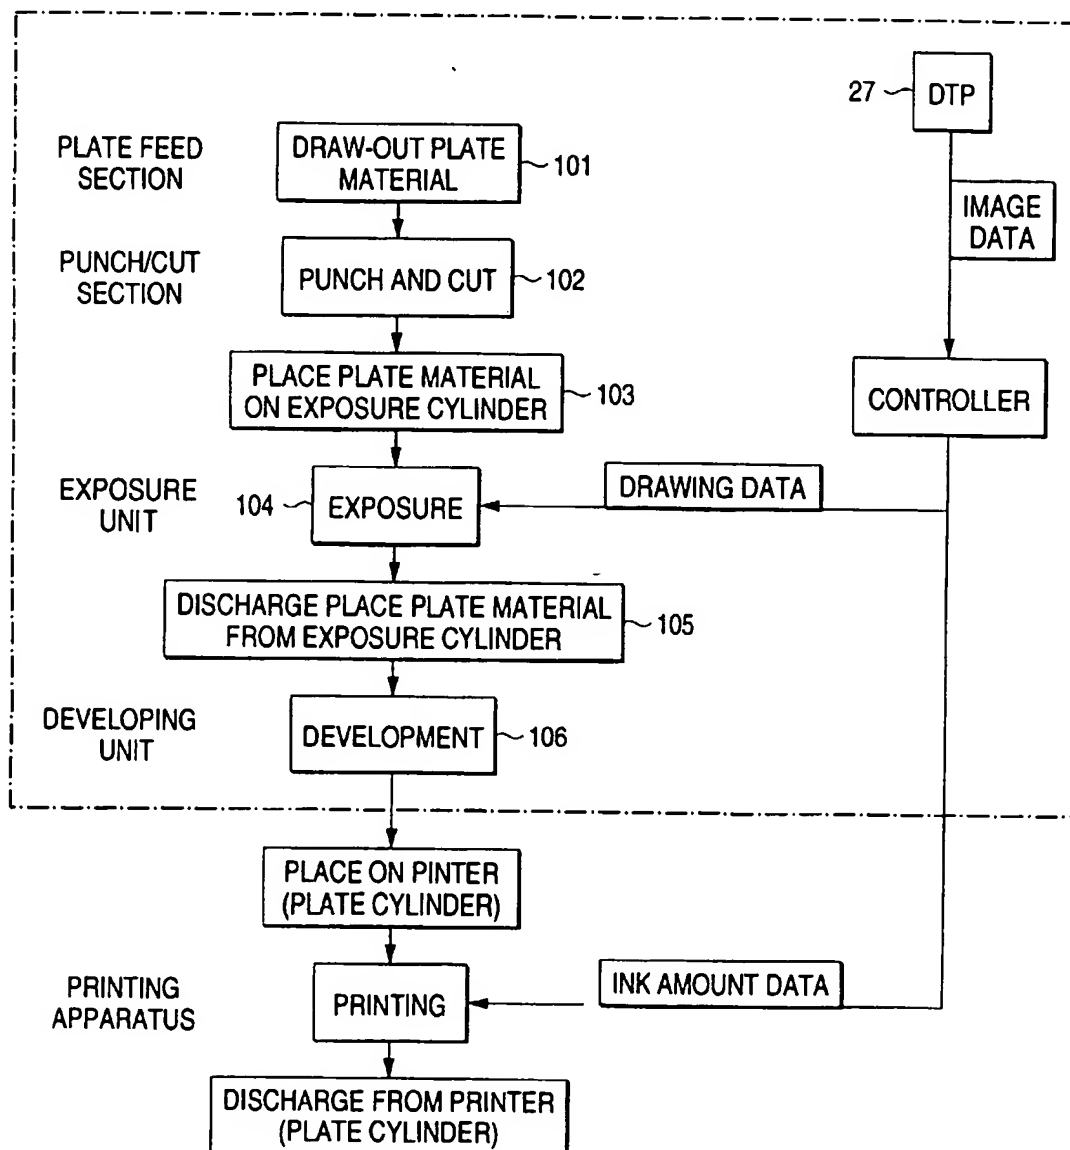 27
DTP
PLATE FEED
SECTION
DRAW-OUT PLATE
MATERIAL
101
IMAGE
DATA
PUNCH/CUT
SECTION
PUNCH AND CUT
102
PLACE PLATE MATERIAL
ON EXPOSURE CYLINDER
103
CONTROLLER
EXPOSURE
UNIT
104
EXPOSURE
DRAWING DATA
DISCHARGE PLACE PLATE MATERIAL
FROM EXPOSURE CYLINDER
105
DEVELOPING
UNIT
DEVELOPMENT
106
PLACE ON PINTER
(PLATE CYLINDER)
PRINTING
APPARATUS
PRINTING
INK AMOUNT DATA
DISCHARGE FROM PRINTER
(PLATE CYLINDER)